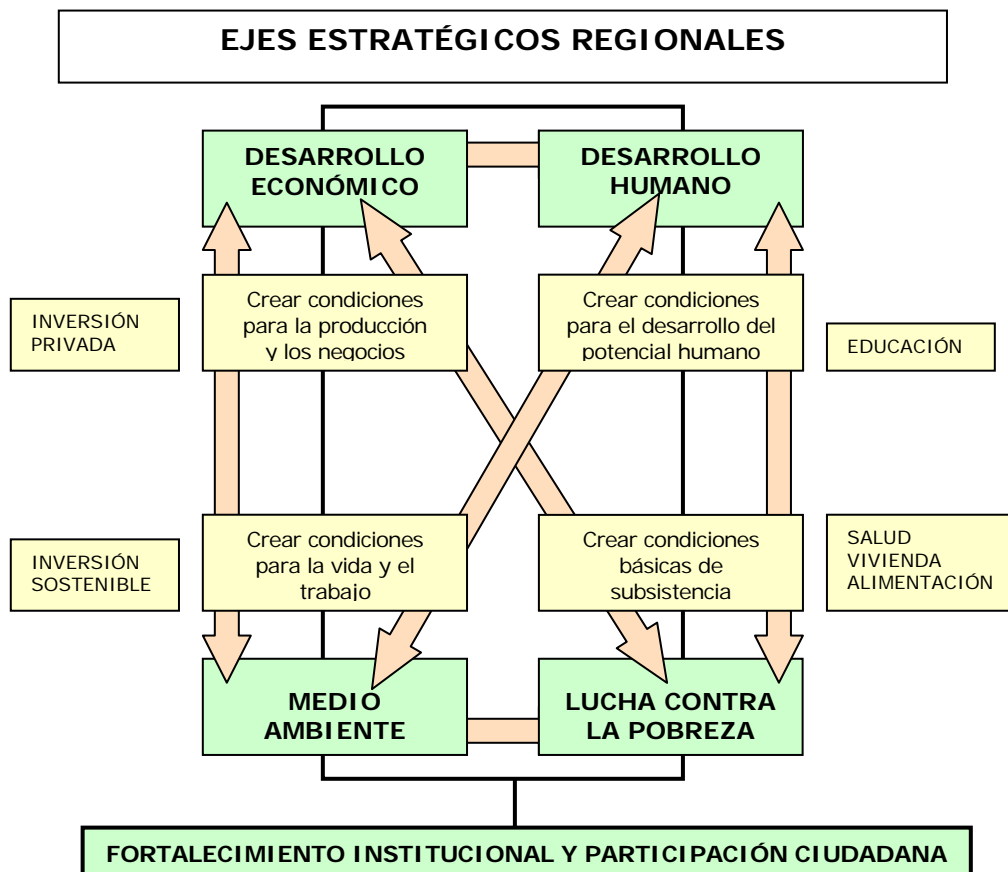 EJES ESTRATÉGICOS REGIONALES
DESARROLLO
ECONÓMICO
DESARROLLO
HUMANO
INVERSIÓN
PRIVADA
Crear condiciones
para la producción
y los negocios
Crear condiciones
para el desarrollo del
potencial humano
EDUCACIÓN
INVERSIÓN
SOSTENIBLE
Crear condiciones
para la vida y el
trabajo
Crear condiciones
básicas de
subsistencia
SALUD
VIVIENDA
ALIMENTACIÓN
MEDIO
AMBIENTE
LUCHA CONTRA
LA POBREZA
FORTALECIMIENTO INSTITUCIONAL Y PARTICIPACIÓN CIUDADANA